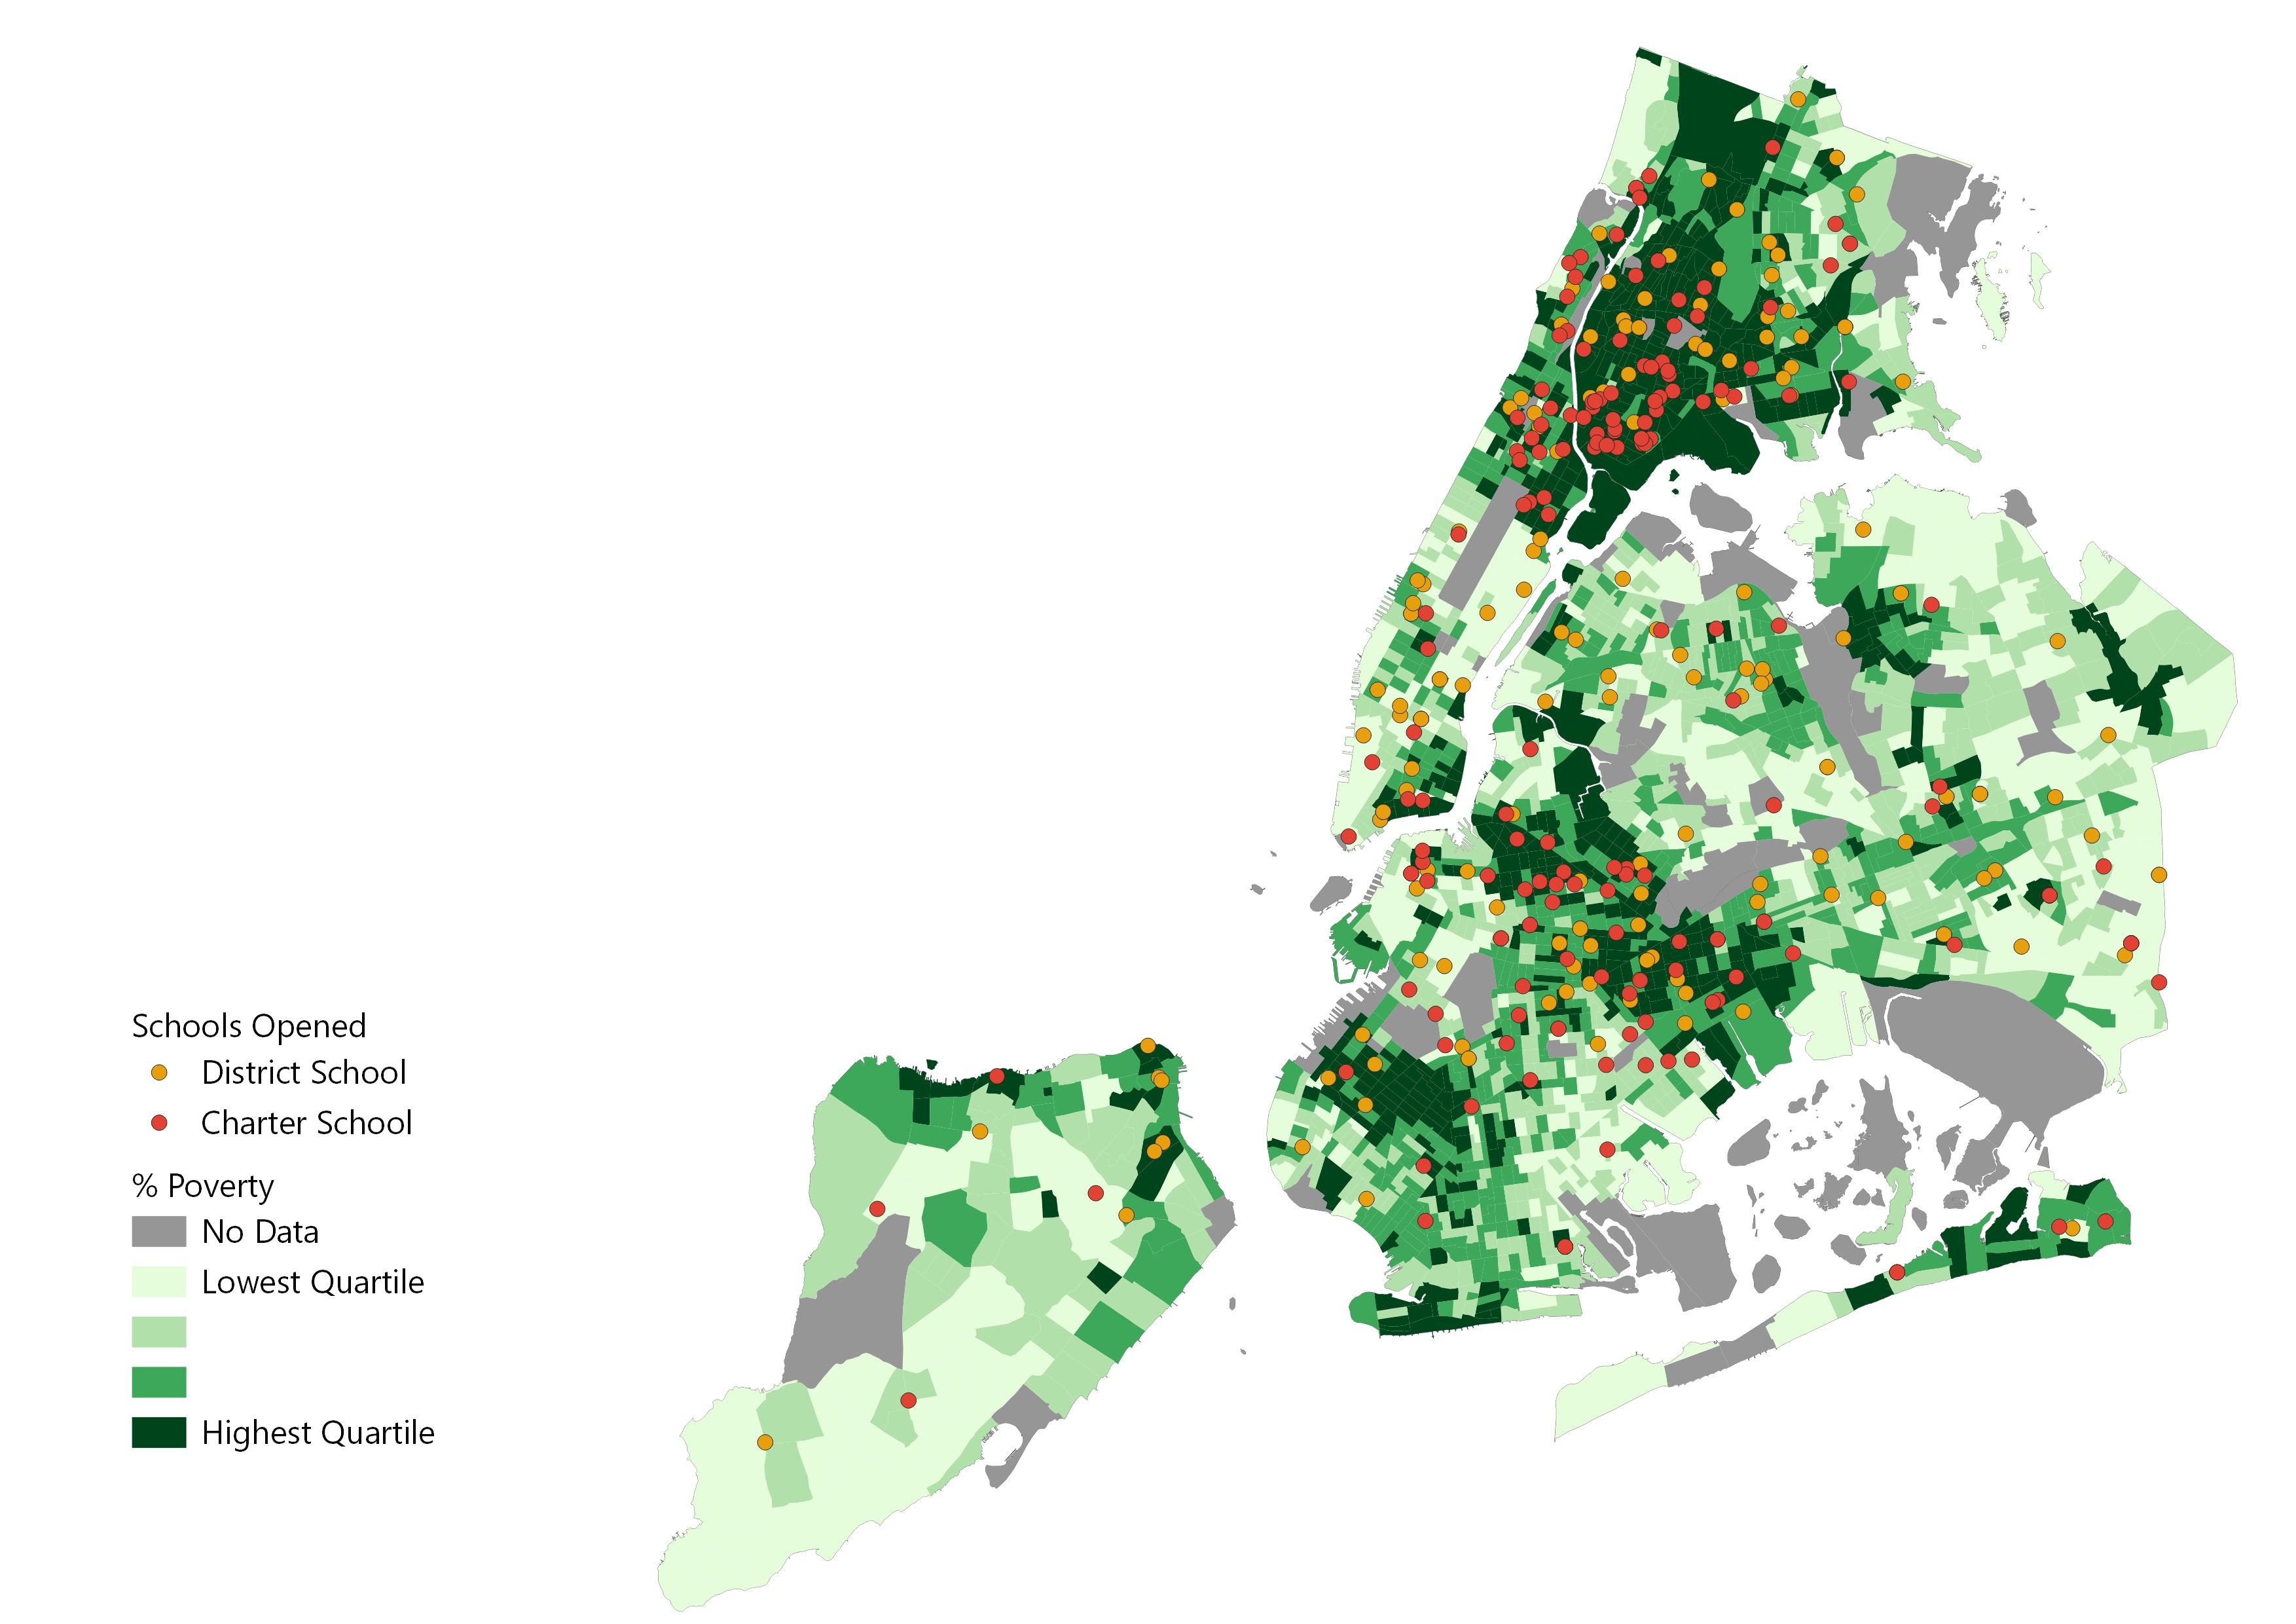 Schools Opened
District School
Charter School
% Poverty
No Data
Lowest Quartile
Highest Quartile